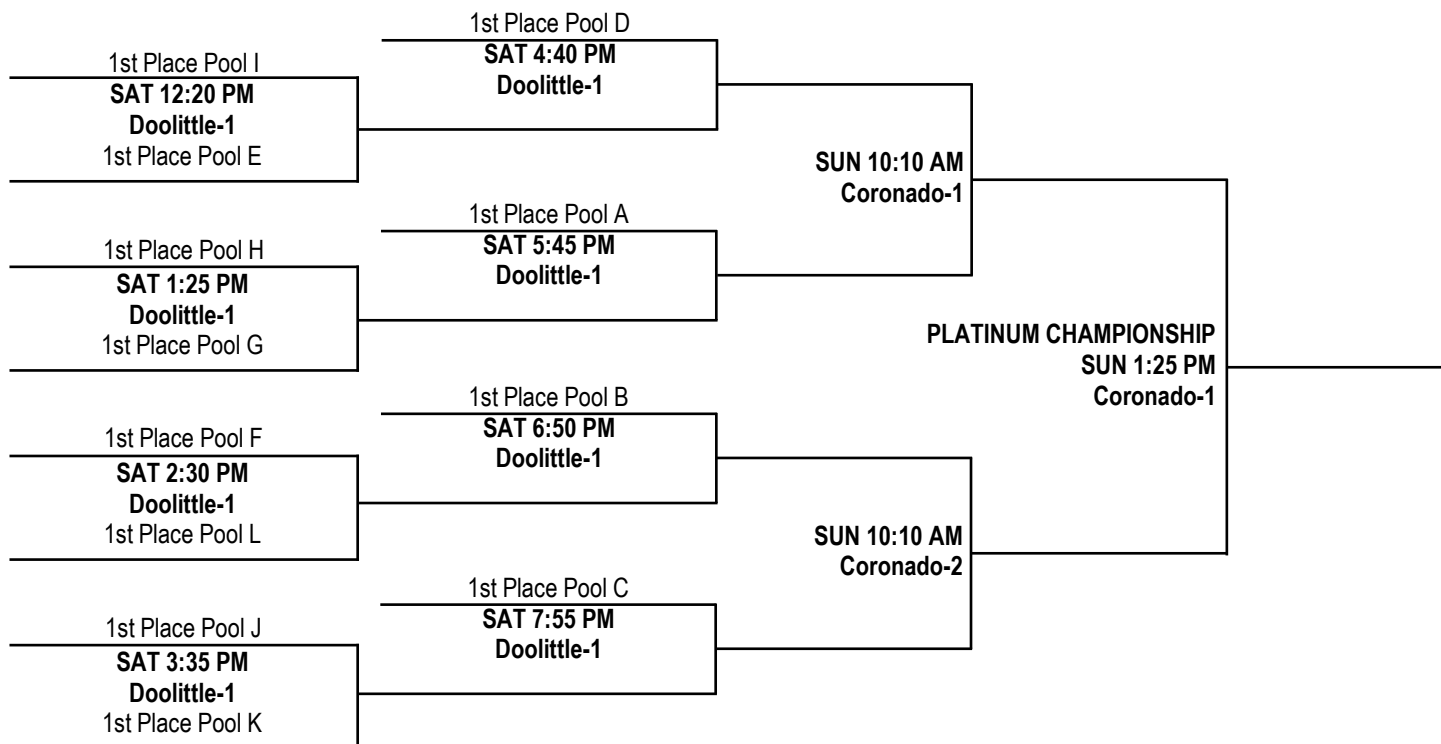 1st Place Pool D
SAT 4:40 PM
Doolittle-1
1st Place Pool I
SAT 12:20 PM
Doolittle-1
1st Place Pool E
SUN 10:10 AM
Coronado-1
1st Place Pool A
SAT 5:45 PM
Doolittle-1
1st Place Pool H
SAT 1:25 PM
Doolittle-1
1st Place Pool G
PLATINUM CHAMPIONSHIP
SUN 1:25 PM
Coronado-1
1st Place Pool B
SAT 6:50 PM
Doolittle-1
1st Place Pool F
SAT 2:30 PM
Doolittle-1
1st Place Pool L
SUN 10:10 AM
Coronado-2
1st Place Pool C
SAT 7:55 PM
Doolittle-1
1st Place Pool J
SAT 3:35 PM
Doolittle-1
1st Place Pool K